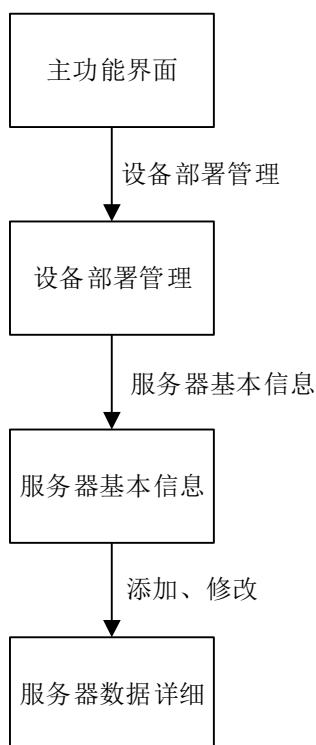 主功能界面
设备部署管理
设备部署管理
服务器基本信息
服务器基本信息
添加、修改
服务器数据详细